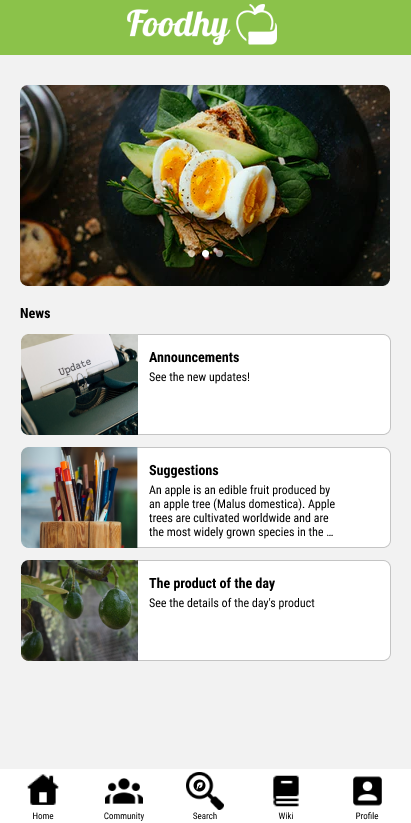 Foodhy
News
Update
Announcements
See the new updates!
Suggestions
An apple is an edible fruit produced by
an apple tree (Malus domestica). Apple
trees are cultivated worldwide and are
the most widely grown species in the ...
The product of the day
See the details of the day's product
Home Community Search Wiki Profile